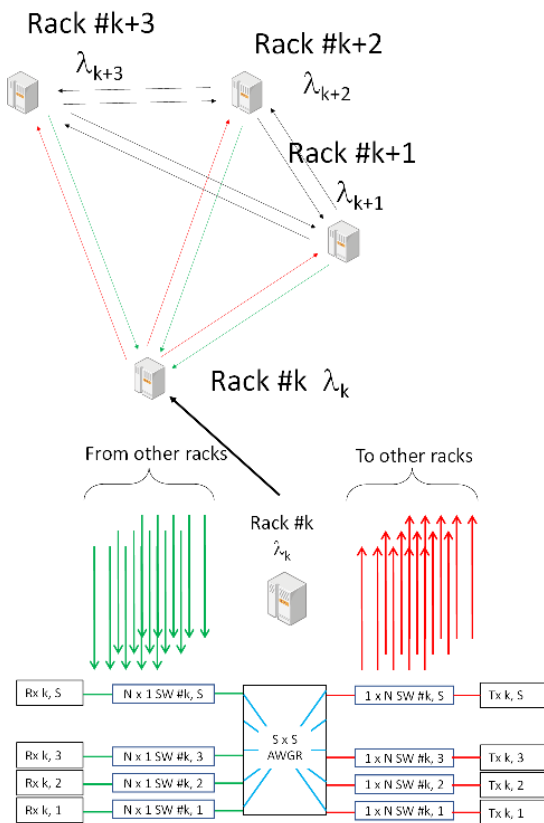 Rack #k+3
λk+3
Rack #k+2
λk+2
Rack #k+1
λk+1
Rack #k λk
From other racks
To other racks
Rack #k
λk
Rx k, S
N x 1 SW #k, S
1 x N SW #k, S
Tx k, S
S x S
AWGR
Rx k, 3
N x 1 SW #k, 3
1 x N SW #k, 3
Tx k, 3
Rx k, 2
N x 1 SW #k, 2
1 x N SW #k, 2
Tx k, 2
Rx k, 1
N x 1 SW #k, 1
1 x N SW #k, 1
Tx k, 1